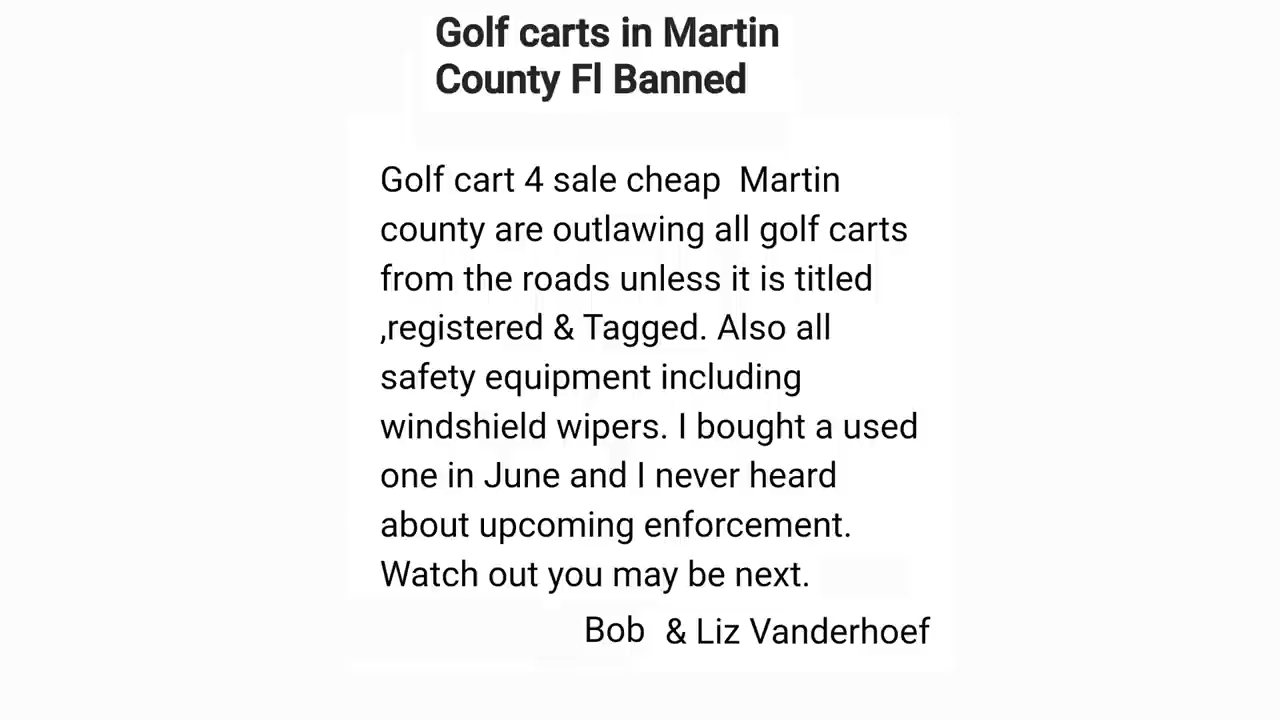 Golf carts in Martin
County Fl Banned
Golf cart 4 sale cheap  Martin
county are outlawing all golf carts
from the roads unless it is titled
,registered & Tagged. Also all
safety equipment including
windshield wipers. I bought a used
one in June and I never heard
about upcoming enforcement.
Watch out you may be next.
Bob & Liz Vanderhoef